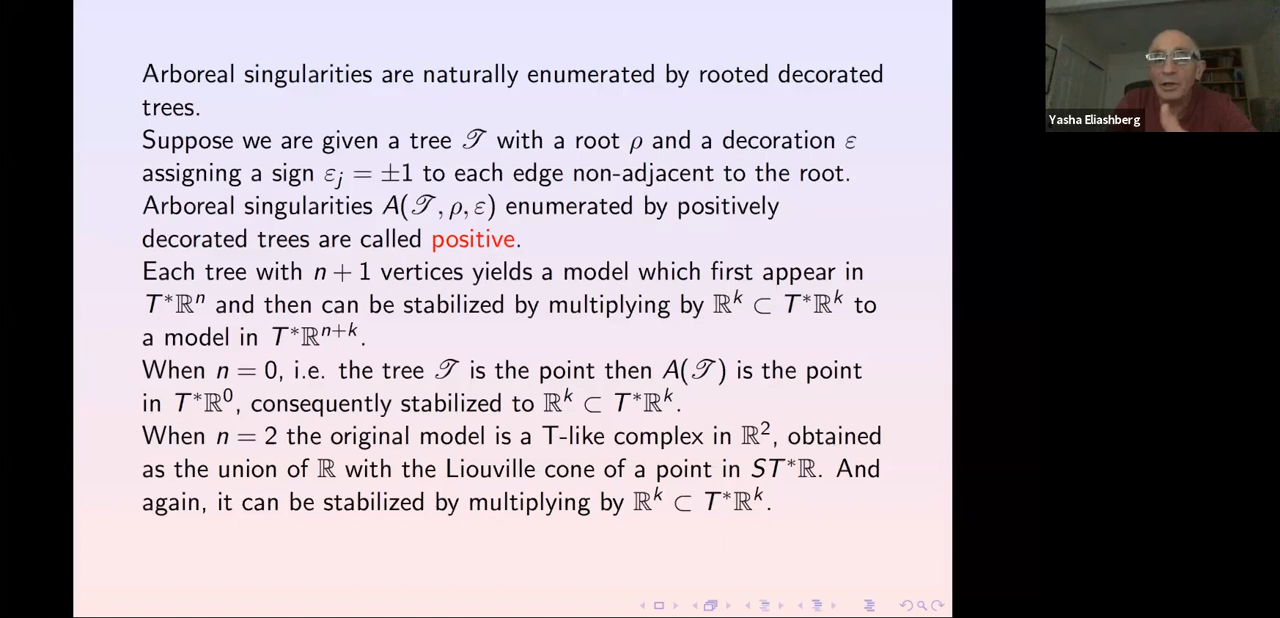 Arboreal singularities are naturally enumerated by rooted decorated
trees.
Suppose we are given a tree 𝒯 with a root ρ and a decoration ε
assigning a sign εⱼ = ±1 to each edge non-adjacent to the root.
Arboreal singularities A(𝒯, ρ, ε) enumerated by positively
decorated trees are called positive.
Each tree with n + 1 vertices yields a model which first appear in
T*ℝⁿ and then can be stabilized by multiplying by ℝᵏ ⊂ T*ℝᵏ to
a model in T*ℝⁿ⁺ᵏ.
When n = 0, i.e. the tree 𝒯 is the point then A(𝒯) is the point
in T*ℝ⁰, consequently stabilized to ℝᵏ ⊂ T*ℝᵏ.
When n = 2 the original model is a T-like complex in ℝ², obtained
as the union of ℝ with the Liouville cone of a point in ST*ℝ. And
again, it can be stabilized by multiplying by ℝᵏ ⊂ T*ℝᵏ.
Yasha Eliashberg